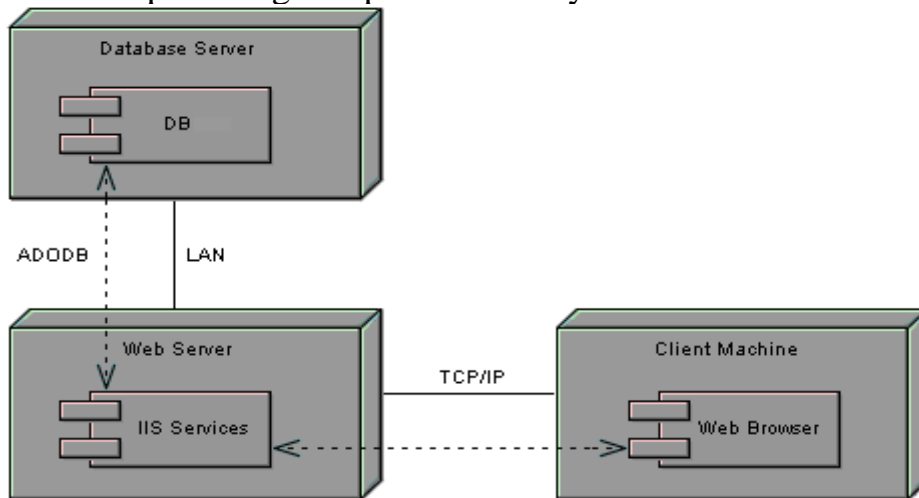 Database Server
DB
ADODB
LAN
Web Server
Client Machine
TCP/IP
IIS Services
Web Browser